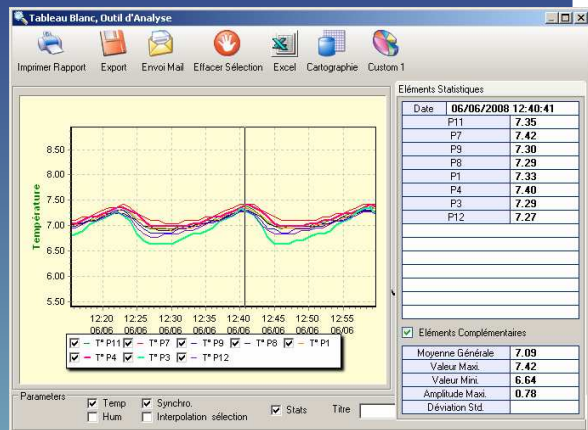 Tableau Blanc, Outil d'Analyse
Imprimer Rapport Export Envoi Mail Effacer Sélection Excel Cartographie Custom 1
Eléments Statistiques
Date 06/06/2008 12:40:41
P11 7.35
P7 7.42
P9 7.30
P8 7.29
P1 7.33
P4 7.40
P3 7.29
P12 7.27
Température
8.50
8.00
7.50
7.00
6.50
6.00
5.50
12:20 12:25 12:30 12:35 12:40 12:45 12:50 12:55
06/06 06/06 06/06 06/06 06/06 06/06 06/06 06/06
T° P11 T° P7 T° P9 T° P8 T° P1
T° P4 T° P3 T° P12
Eléments Complémentaires
Moyenne Générale 7.09
Valeur Maxi. 7.42
Valeur Mini. 6.64
Amplitude Maxi. 0.78
Déviation Std.
Parameters
Temp Synchro. Stats Titre
Hum Interpolation sélection